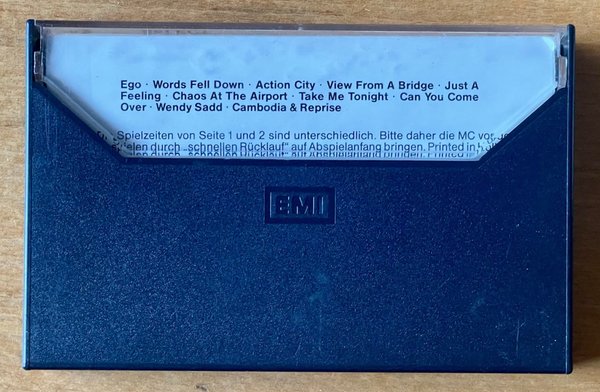 Ego · Words Fell Down · Action City · View From A Bridge · Just A
Feeling · Chaos At The Airport · Take Me Tonight · Can You Come
Over · Wendy Sadd · Cambodia & Reprise
Spielzeiten von Seite 1 und 2 sind unterschiedlich. Bitte daher die MC vor
durch „schnellen Rücklauf" auf Abspielanfang bringen. Printed in
EMI